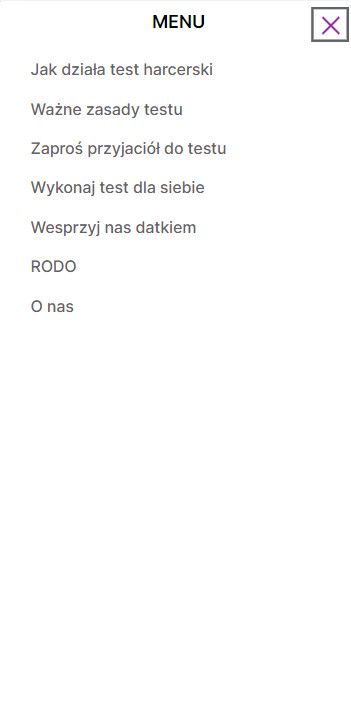 MENU
Jak działa test harcerski
Ważne zasady testu
Zaproś przyjaciół do testu
Wykonaj test dla siebie
Wesprzyj nas datkiem
RODO
O nas